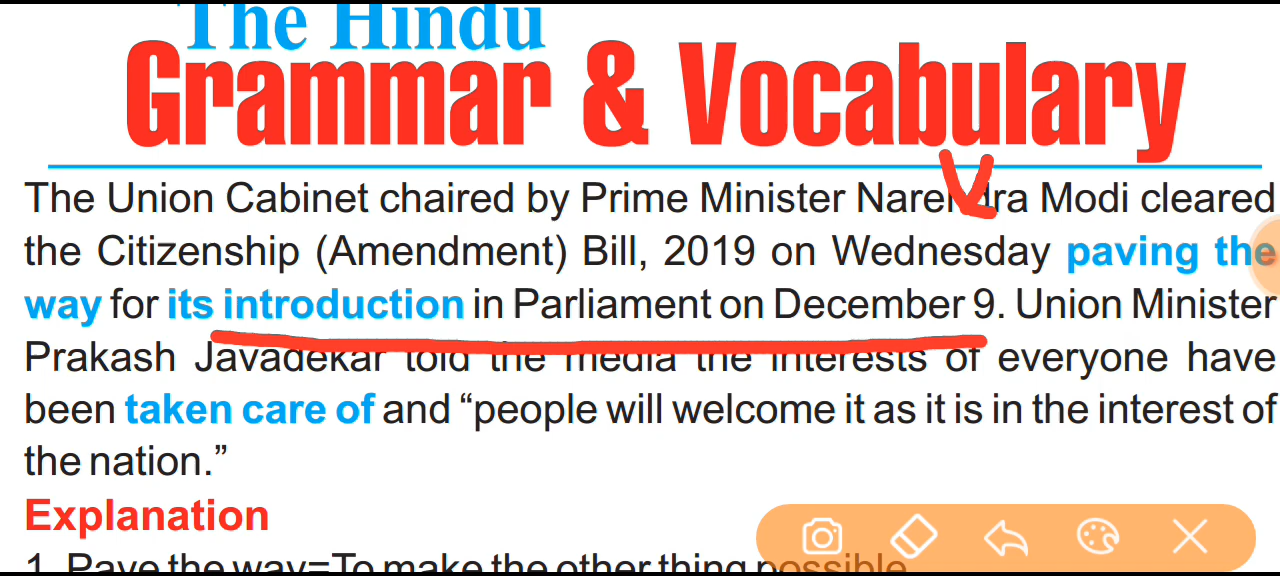 The Hindu
Grammar & Vocabulary
The Union Cabinet chaired by Prime Minister Narendra Modi cleared
the Citizenship (Amendment) Bill, 2019 on Wednesday paving the
way for its introduction in Parliament on December 9. Union Minister
Prakash Javadekar told the media the interests of everyone have
been taken care of and “people will welcome it as it is in the interest of
the nation.”
Explanation
1. Pave the way=To make the other thing possible